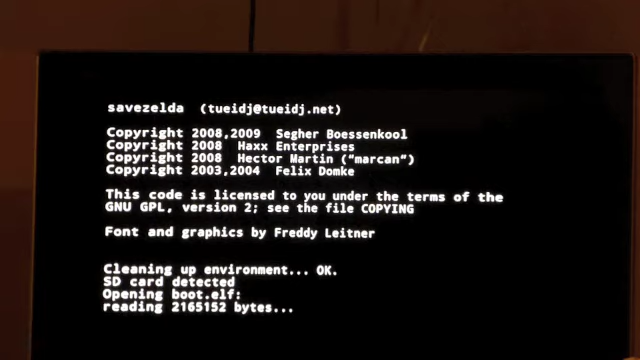 savezelda (tueidj@tueidj.net)
Copyright 2008,2009 Segher Boessenkool
Copyright 2008 Haxx Enterprises
Copyright 2008 Hector Martin ("marcan")
Copyright 2003,2004 Felix Domke
This code is licensed to you under the terms of the
GNU GPL, version 2; see the file COPYING
Font and graphics by Freddy Leitner
Cleaning up environment... OK.
SD card detected
Opening boot.elf:
reading 2165152 bytes...